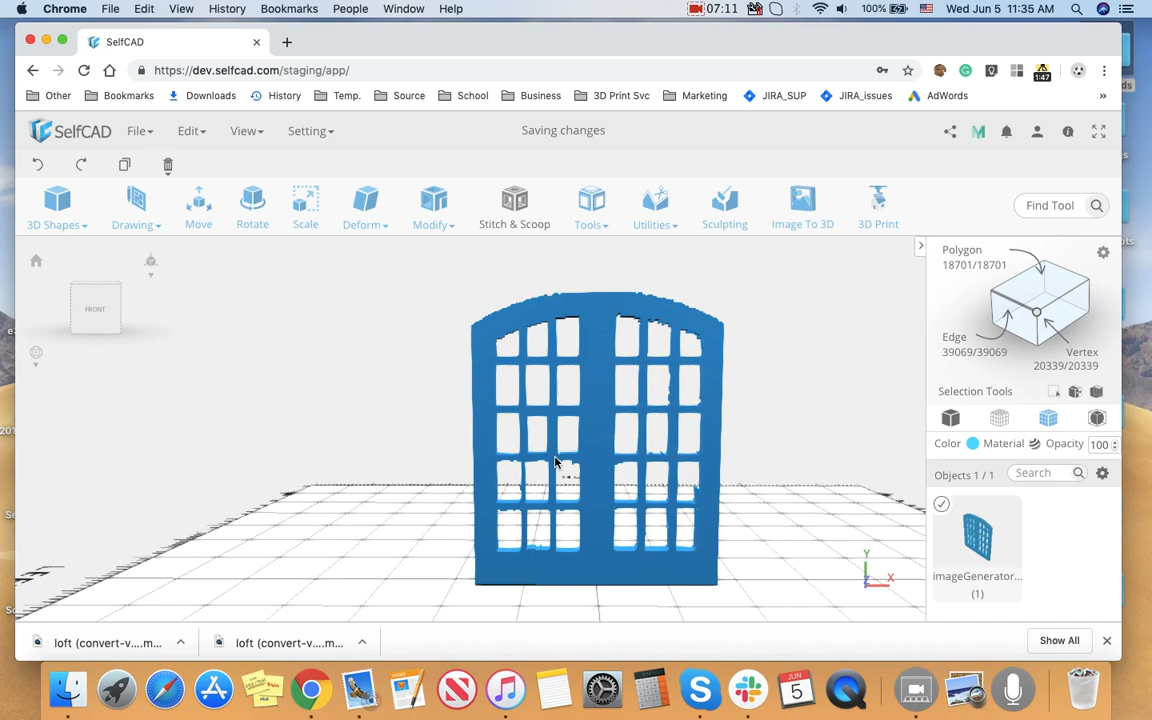 Chrome File Edit View History Bookmarks People Window Help 07:11 100% Wed Jun 5 11:35 AM
SelfCAD
https://dev.selfcad.com/staging/app/
1:47
Other Bookmarks Downloads History Temp. Source School Business 3D Print Svc Marketing JIRA_SUP JIRA_issues AdWords »
SelfCAD File Edit View Setting Saving changes
3D Shapes Drawing Move Rotate Scale Deform Modify Stitch & Scoop Tools Utilities Sculpting Image To 3D 3D Print Find Tool
FRONT
Polygon
18701/18701
Edge
39069/39069
Vertex
20339/20339
Selection Tools
Color Material Opacity 100
Objects 1 / 1 Search
imageGenerator...
(1)
Y
X
Z
loft (convert-v....m... loft (convert-v....m... Show All
JUN
5